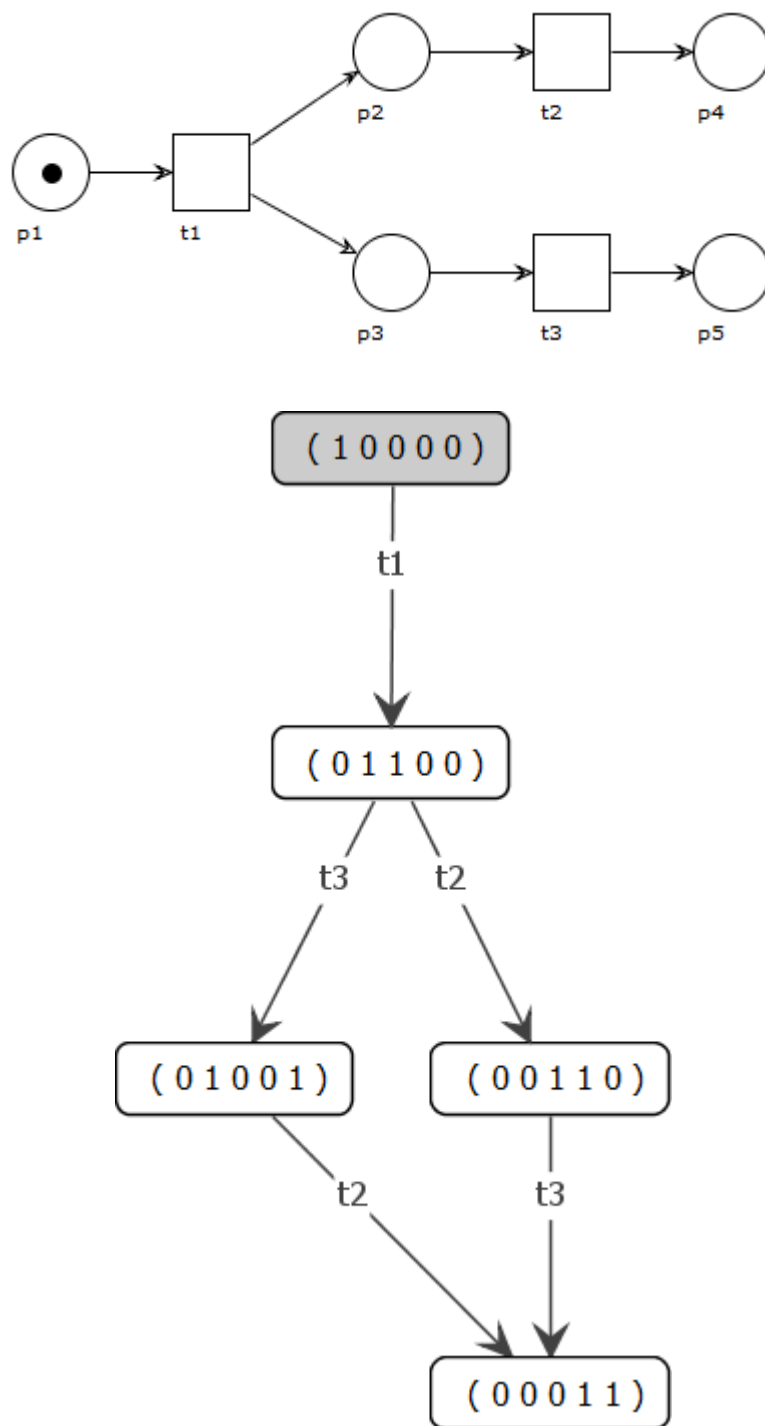 p2 t2 p4
p1 t1
p3 t3 p5
( 1 0 0 0 0 )
t1
( 0 1 1 0 0 )
t3 t2
( 0 1 0 0 1 ) ( 0 0 1 1 0 )
t2 t3
( 0 0 0 1 1 )